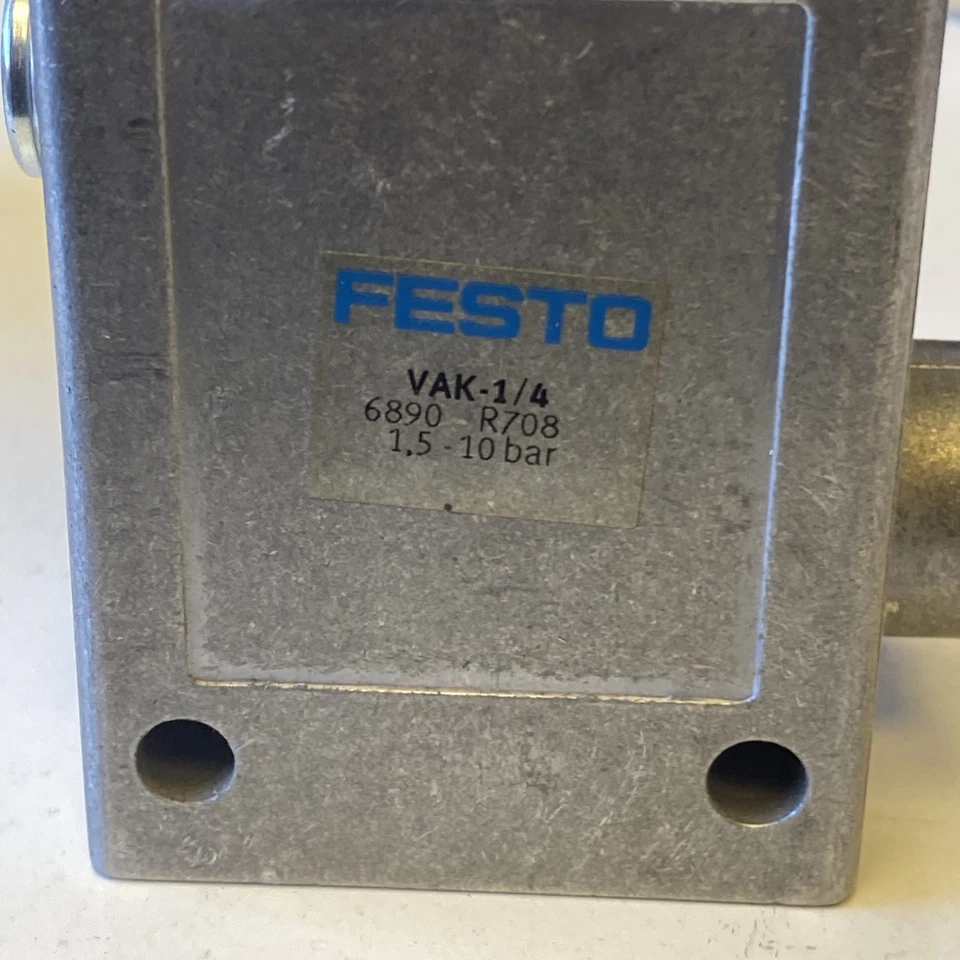 FESTO
VAK-1/4
6890 R708
1,5 - 10 bar